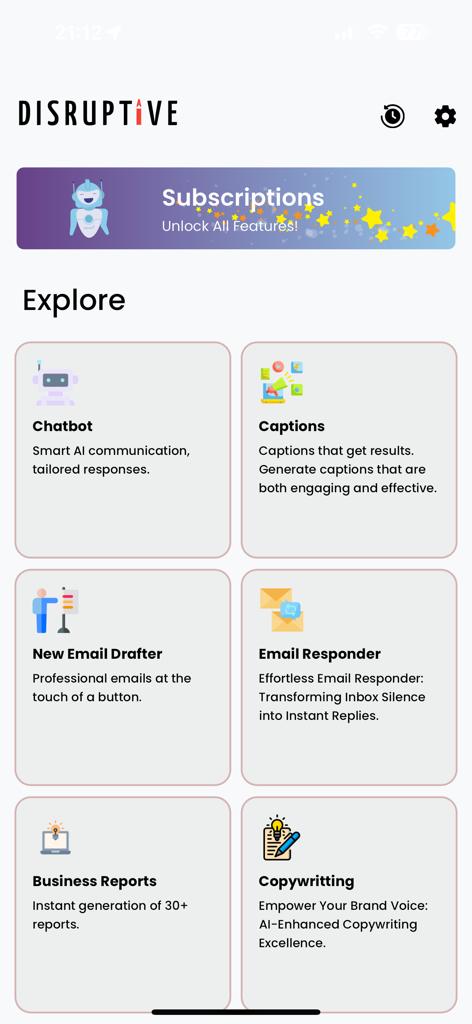 21:12
77
DISRUPTiVE
Subscriptions
Unlock All Features!
Explore
Chatbot
Smart AI communication,
tailored responses.
Captions
Captions that get results.
Generate captions that are
both engaging and effective.
New Email Drafter
Professional emails at the
touch of a button.
Email Responder
Effortless Email Responder:
Transforming Inbox Silence
into Instant Replies.
Business Reports
Instant generation of 30+
reports.
Copywritting
Empower Your Brand Voice:
AI-Enhanced Copywriting
Excellence.